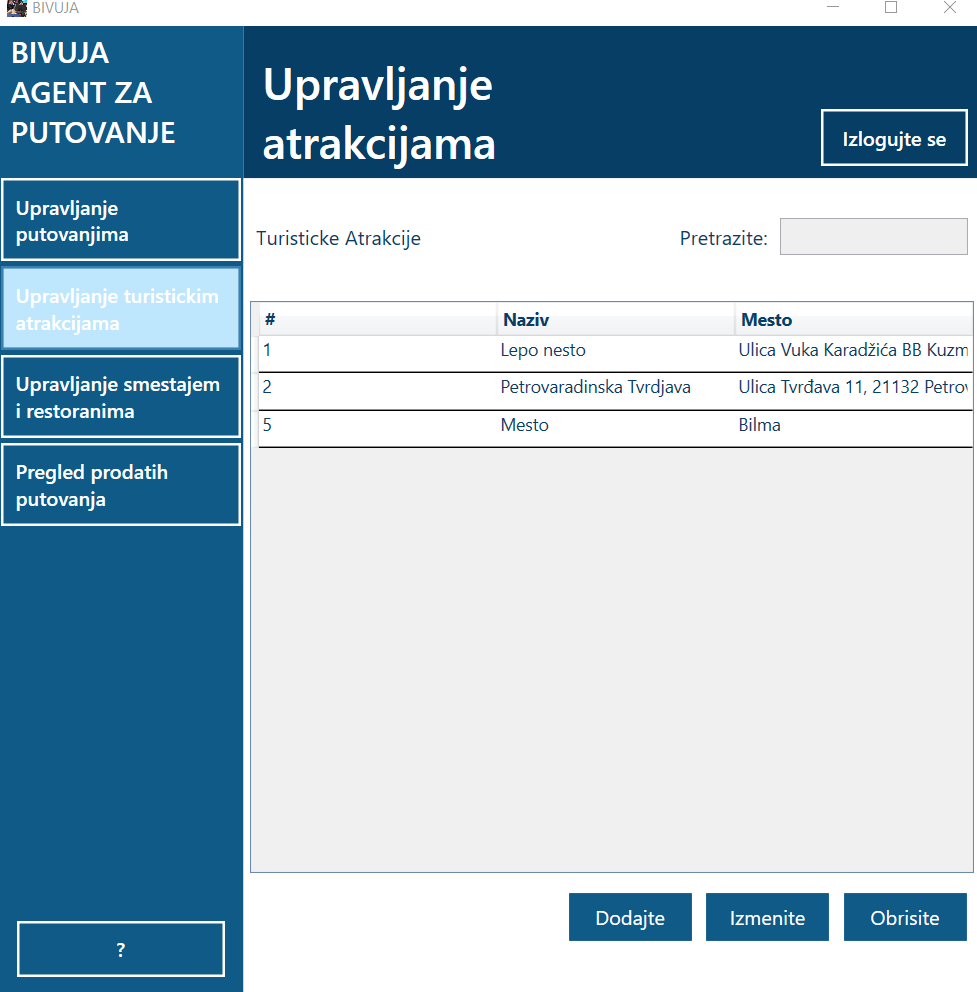 BIVUJA
BIVUJA
AGENT ZA
PUTOVANJE
Upravljanje
atrakcijama
Izlogujte se
Upravljanje
putovanjima
Upravljanje turistickim
atrakcijama
Upravljanje smestajem
i restoranima
Pregled prodatih
putovanja
?
Turisticke Atrakcije
Pretrazite:
# Naziv Mesto
1 Lepo nesto Ulica Vuka Karadžića BB Kuzm
2 Petrovaradinska Tvrdjava Ulica Tvrđava 11, 21132 Petrov
5 Mesto Bilma
Dodajte Izmenite Obrisite